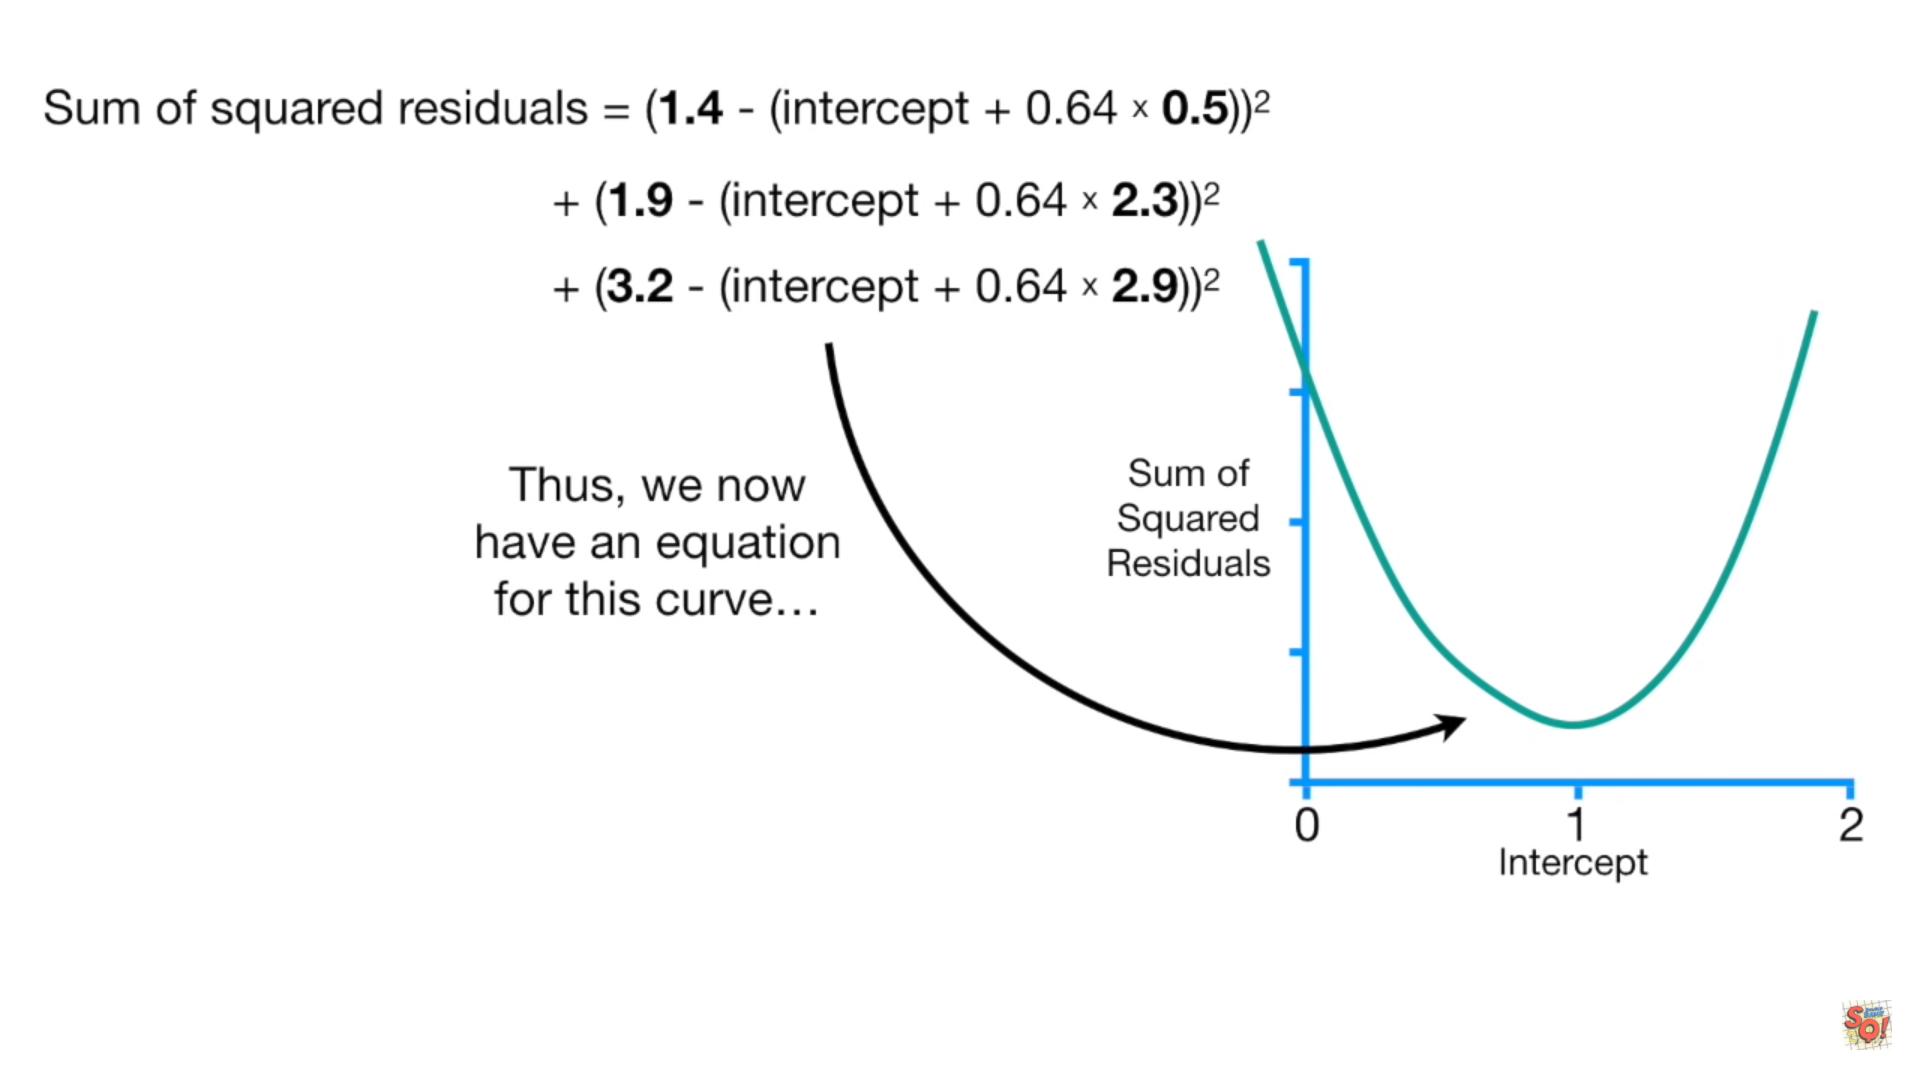 Sum of squared residuals = (1.4 - (intercept + 0.64 × 0.5))²
+ (1.9 - (intercept + 0.64 × 2.3))²
+ (3.2 - (intercept + 0.64 × 2.9))²
Thus, we now
have an equation
for this curve…
Sum of
Squared
Residuals
0 1 2
Intercept
SQ!